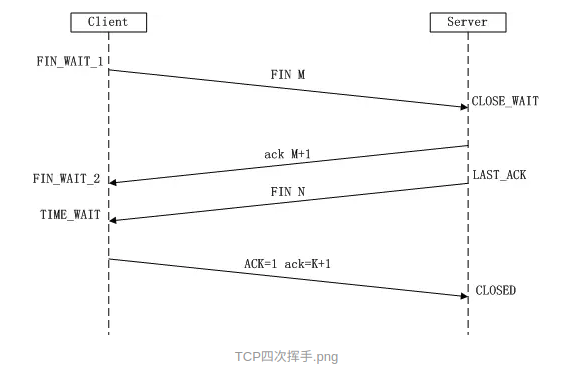 Client
Server
FIN_WAIT_1
FIN M
CLOSE_WAIT
ack M+1
FIN_WAIT_2
LAST_ACK
FIN N
TIME_WAIT
ACK=1 ack=K+1
CLOSED
TCP四次挥手.png